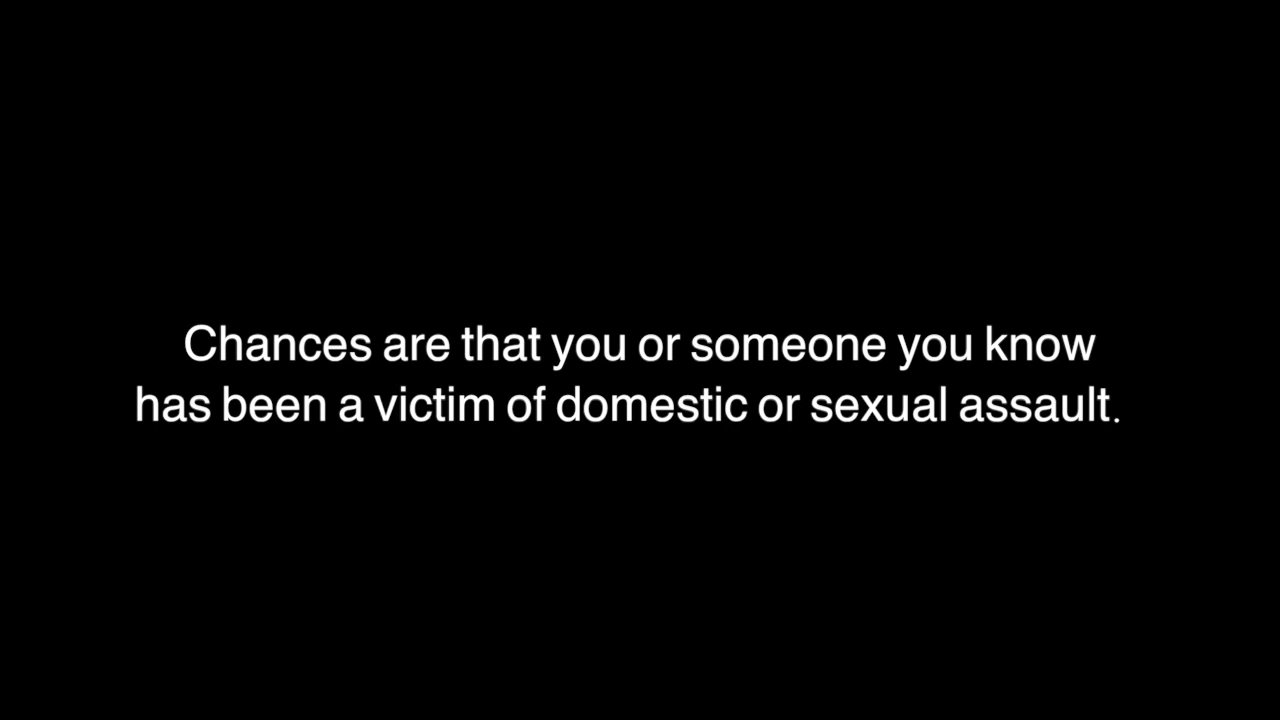 Chances are that you or someone you know
has been a victim of domestic or sexual assault.